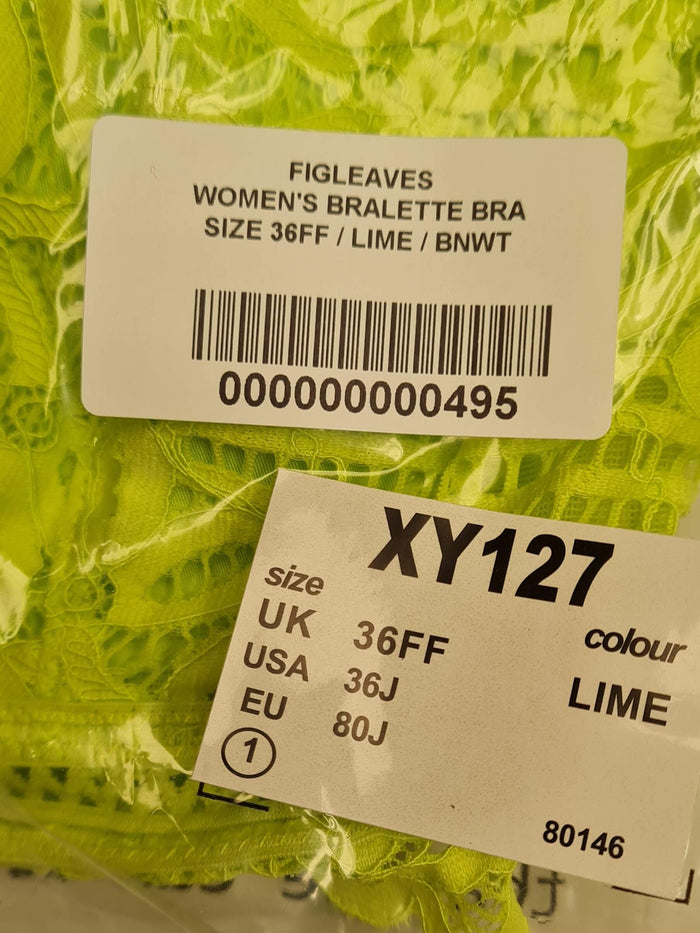 FIGLEAVES
WOMEN'S BRALETTE BRA
SIZE 36FF / LIME / BNWT
000000000495
XY127
size
colour
UK 36FF
USA 36J
LIME
EU 80J
1
80146